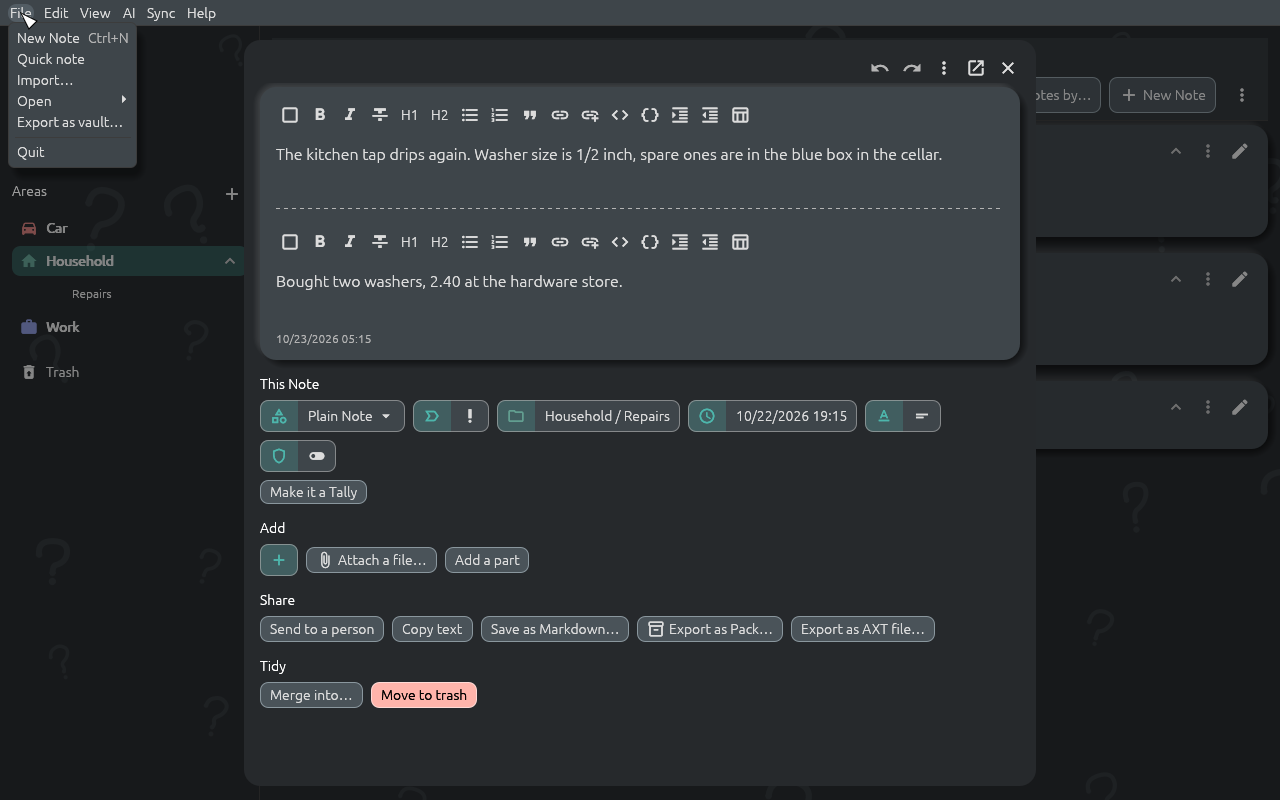 File Edit View AI Sync Help
New Note Ctrl+N
Quick note
Import…
Open
Export as vault…
Quit
Areas
Car
Household
Repairs
Work
Trash
otes by…
New Note
H1 H2
The kitchen tap drips again. Washer size is 1/2 inch, spare ones are in the blue box in the cellar.
H1 H2
Bought two washers, 2.40 at the hardware store.
10/23/2026 05:15
This Note
Plain Note
Household / Repairs
10/22/2026 19:15
Make it a Tally
Add
Attach a file… Add a part
Share
Send to a person Copy text Save as Markdown… Export as Pack… Export as AXT file…
Tidy
Merge into… Move to trash